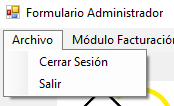 Formulario Administrador
Archivo Módulo Facturación
Cerrar Sesión
Salir